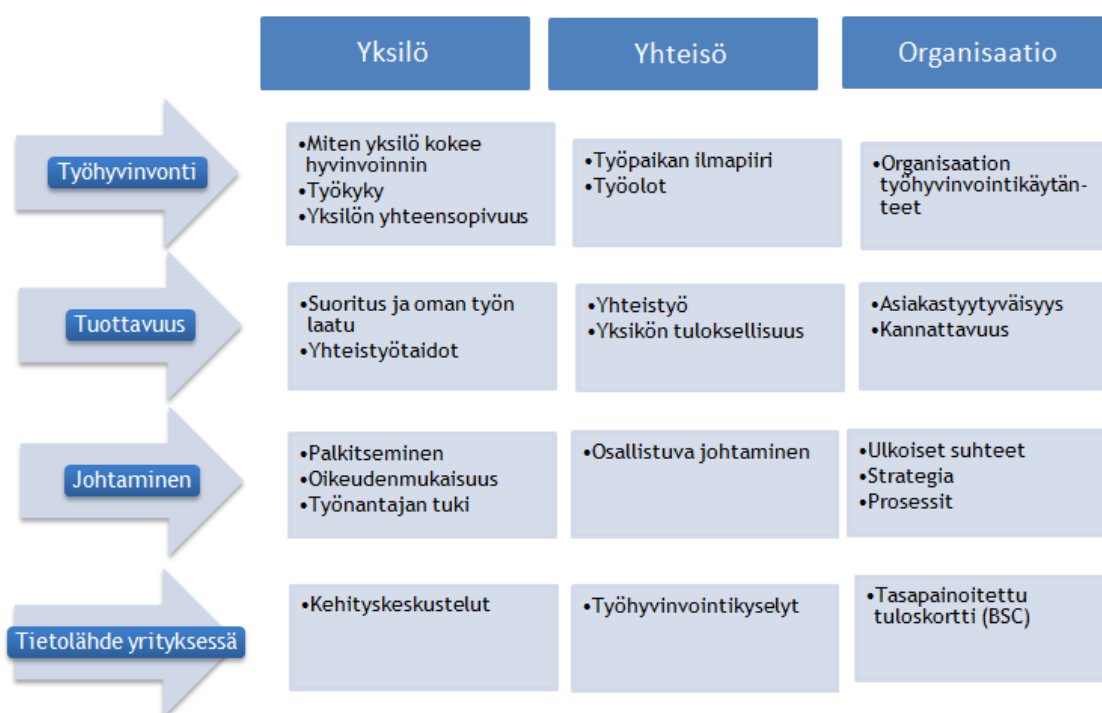 Yksilö
Yhteisö
Organisaatio
Työhyvinvonti
•Miten yksilö kokee
hyvinvoinnin
•Työkyky
•Yksilön yhteensopivuus
•Työpaikan ilmapiiri
•Työolot
•Organisaation
työhyvinvointikäytän-
teet
Tuottavuus
•Suoritus ja oman työn
laatu
•Yhteistyötaidot
•Yhteistyö
•Yksikön tuloksellisuus
•Asiakastyytyväisyys
•Kannattavuus
Johtaminen
•Palkitseminen
•Oikeudenmukaisuus
•Työnantajan tuki
•Osallistuva johtaminen
•Ulkoiset suhteet
•Strategia
•Prosessit
Tietolähde yrityksessä
•Kehityskeskustelut
•Työhyvinvointikyselyt
•Tasapainoitettu
tuloskortti (BSC)